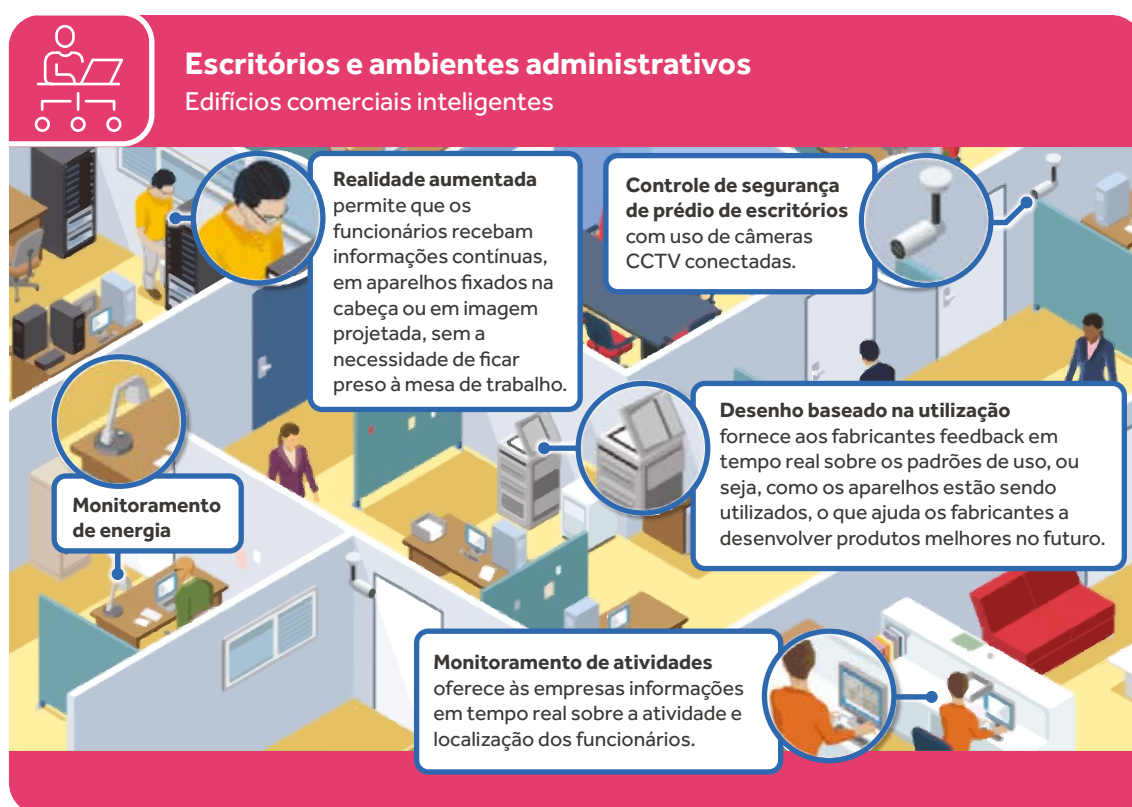 Escritórios e ambientes administrativos
Edifícios comerciais inteligentes
Realidade aumentada
permite que os
funcionários recebam
informações contínuas,
em aparelhos fixados na
cabeça ou em imagem
projetada, sem a
necessidade de ficar
preso à mesa de trabalho.
Controle de segurança
de prédio de escritórios
com uso de câmeras
CCTV conectadas.
Desenho baseado na utilização
fornece aos fabricantes feedback em
tempo real sobre os padrões de uso, ou
seja, como os aparelhos estão sendo
utilizados, o que ajuda os fabricantes a
desenvolver produtos melhores no futuro.
Monitoramento
de energia
Monitoramento de atividades
oferece às empresas informações
em tempo real sobre a atividade e
localização dos funcionários.